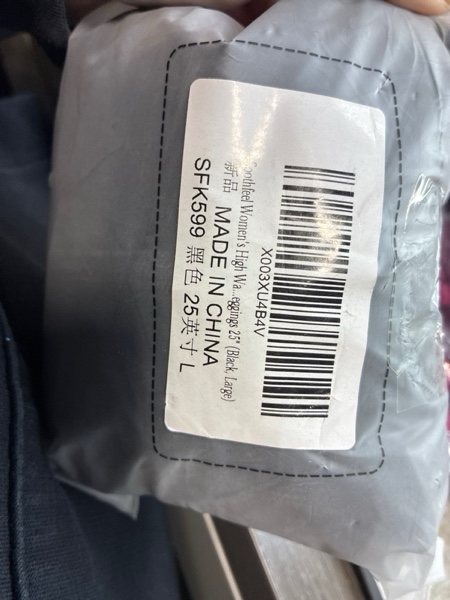 X003XU4B4V
oothfeel Women's High Wa...eggings 25" (Black, Large)
新品 MADE IN CHINA
SFK599 黑色 25英寸 L